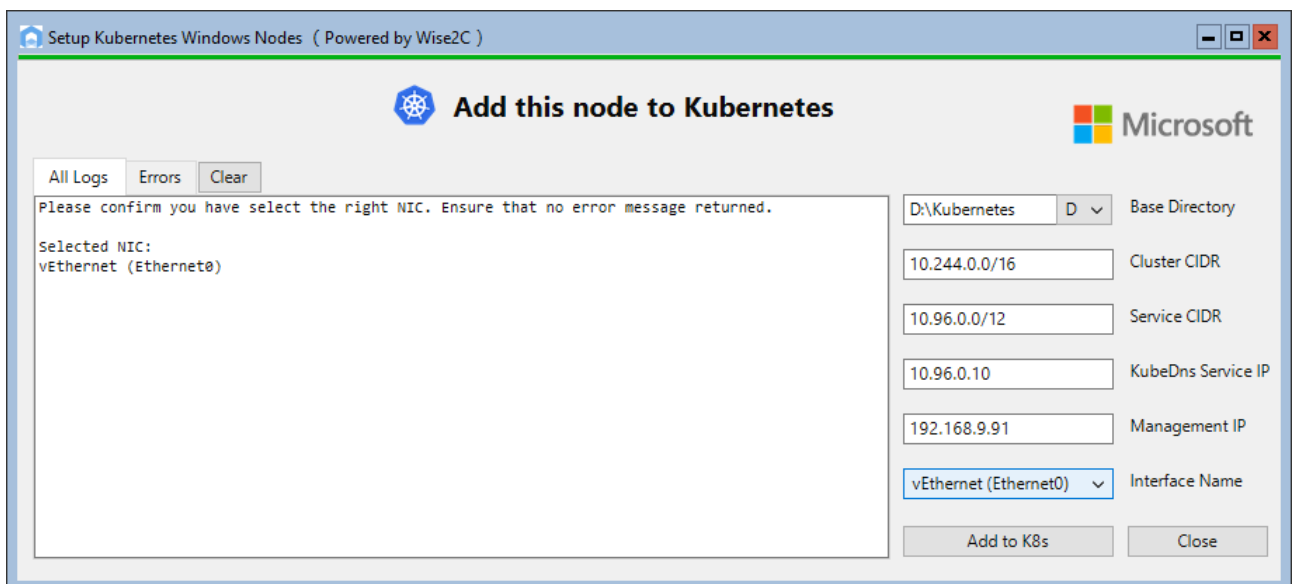 Setup Kubernetes Windows Nodes ( Powered by Wise2C )
Add this node to Kubernetes
Microsoft
All Logs Errors Clear
Please confirm you have select the right NIC. Ensure that no error message returned.
Selected NIC:
vEthernet (Ethernet0)
D:\Kubernetes D Base Directory
10.244.0.0/16 Cluster CIDR
10.96.0.0/12 Service CIDR
10.96.0.10 KubeDns Service IP
192.168.9.91 Management IP
vEthernet (Ethernet0) Interface Name
Add to K8s Close